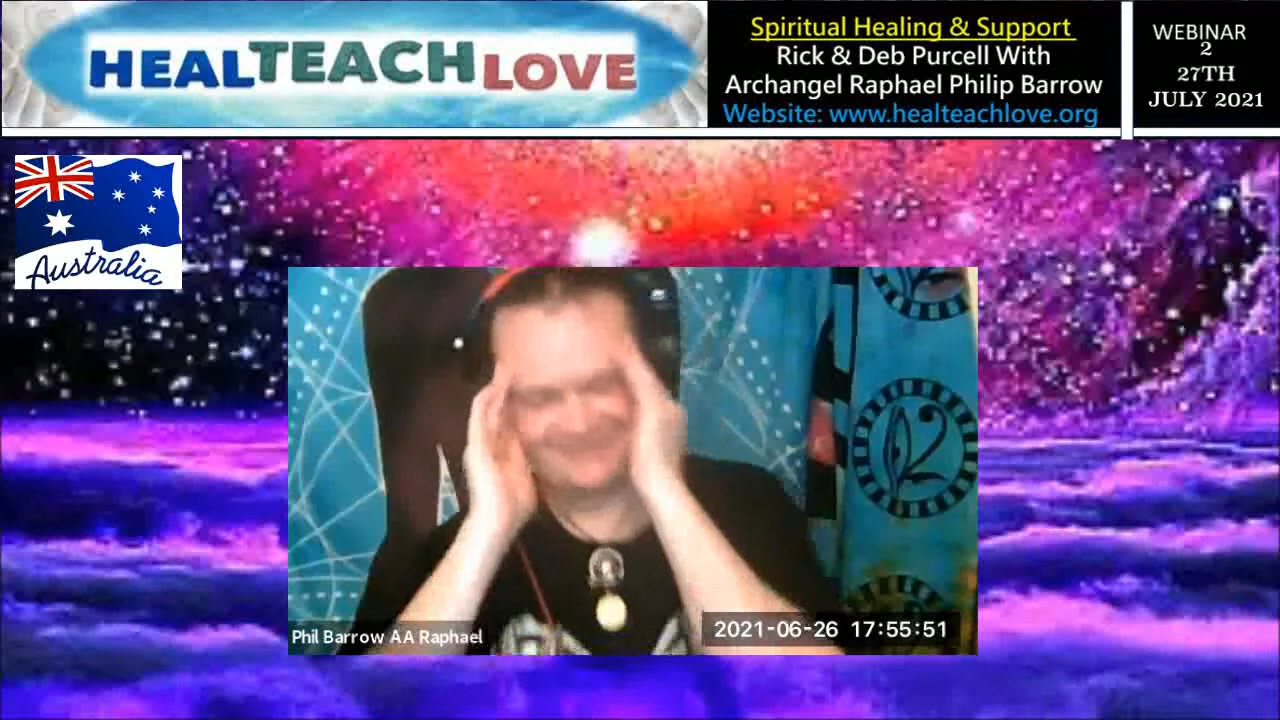 HEALTEACHLOVE
Spiritual Healing & Support
Rick & Deb Purcell With
Archangel Raphael Philip Barrow
Website: www.healteachlove.org
WEBINAR
2
27TH
JULY 2021
Australia
Phil Barrow AA Raphael
2021-06-26 17:55:51